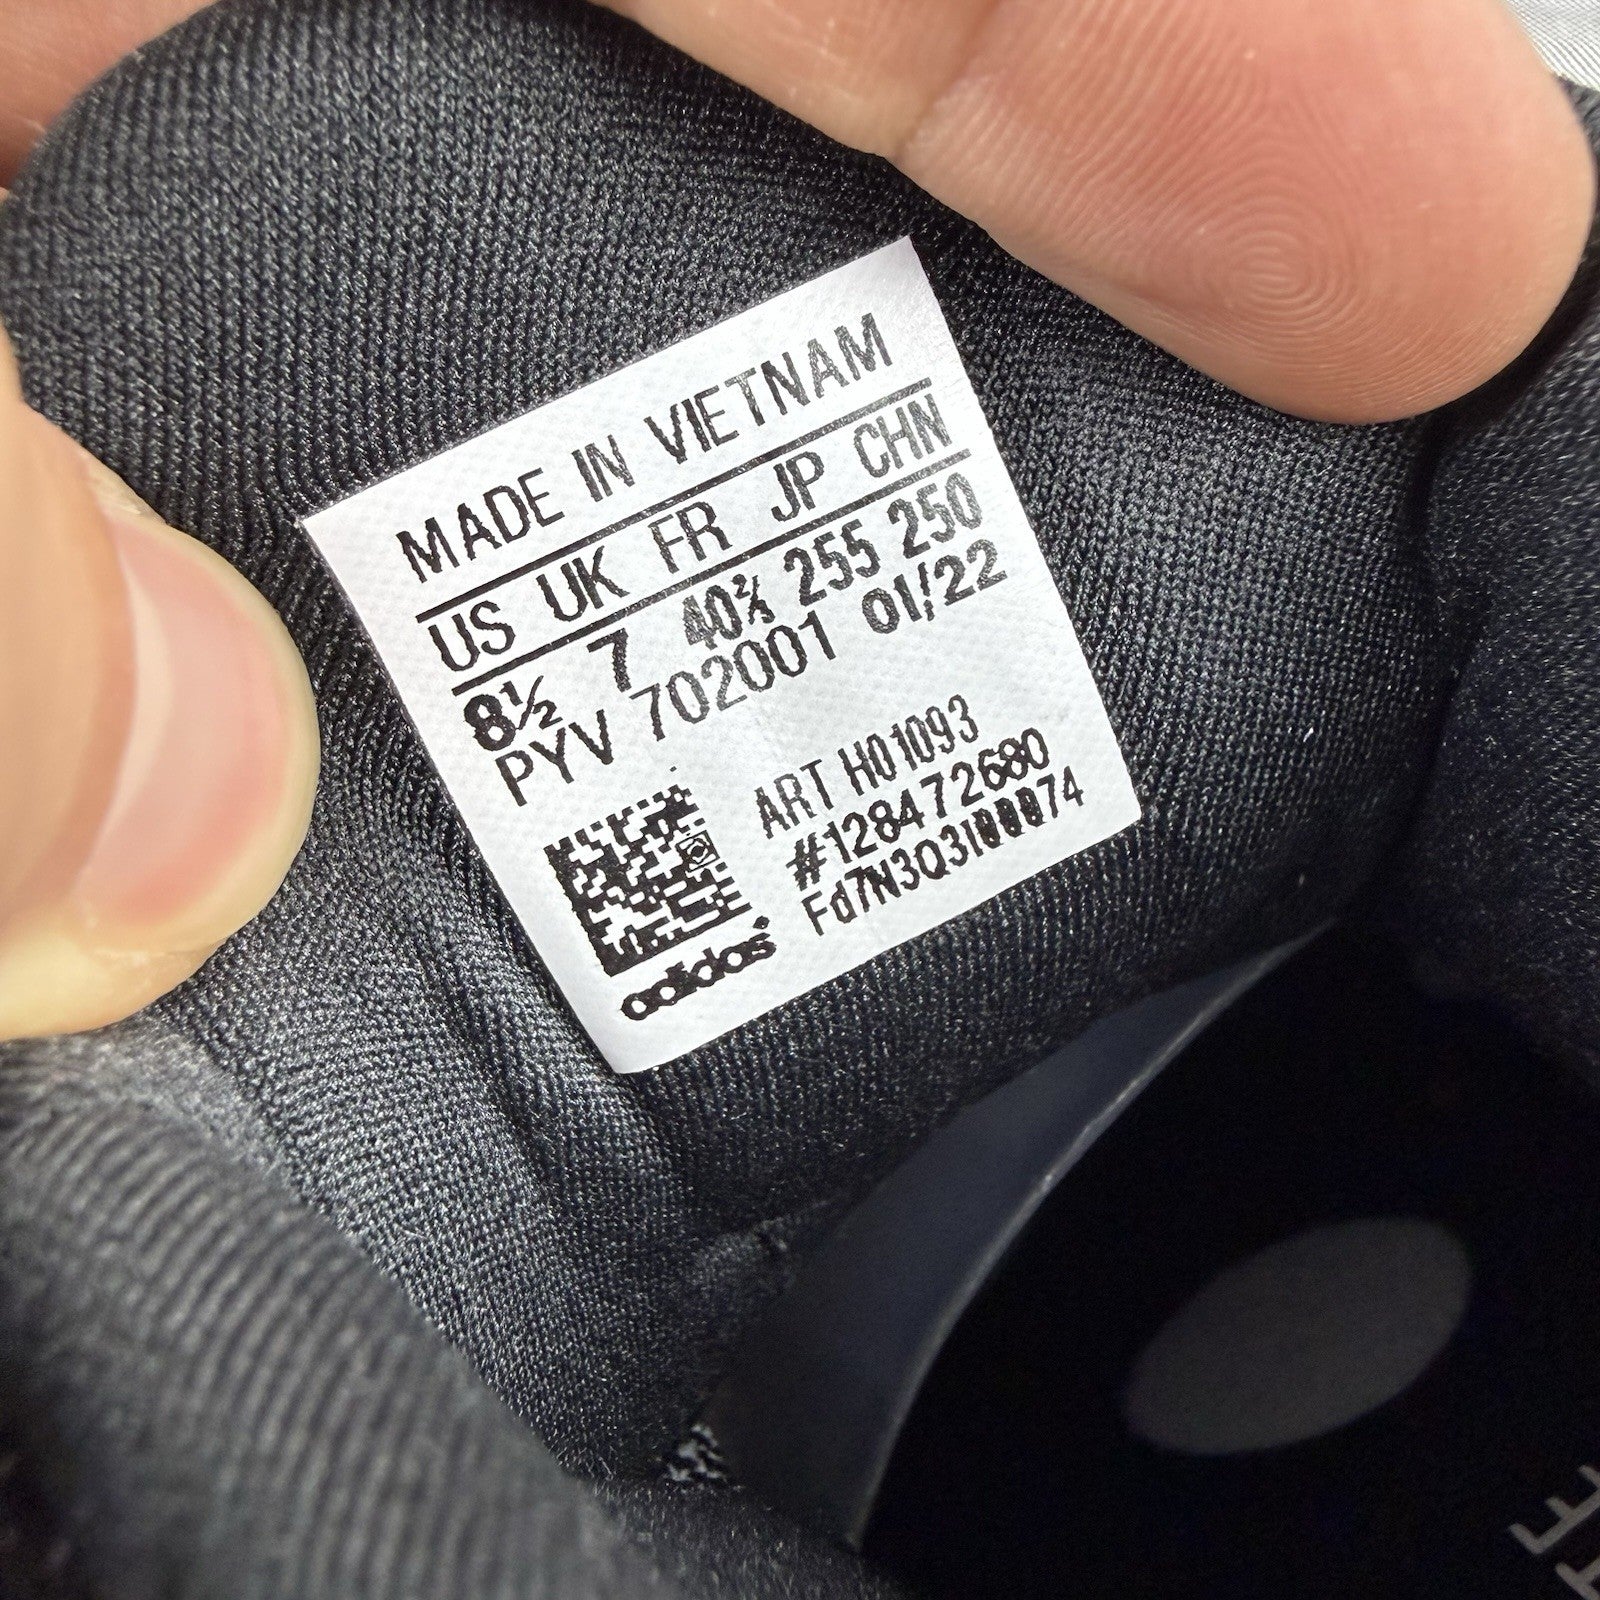 MADE IN VIETNAM
US UK FR JP CHN
8½ 7 40⅔ 255 250
PYV 702001 01/22
ART H01093
#128472680
adidas